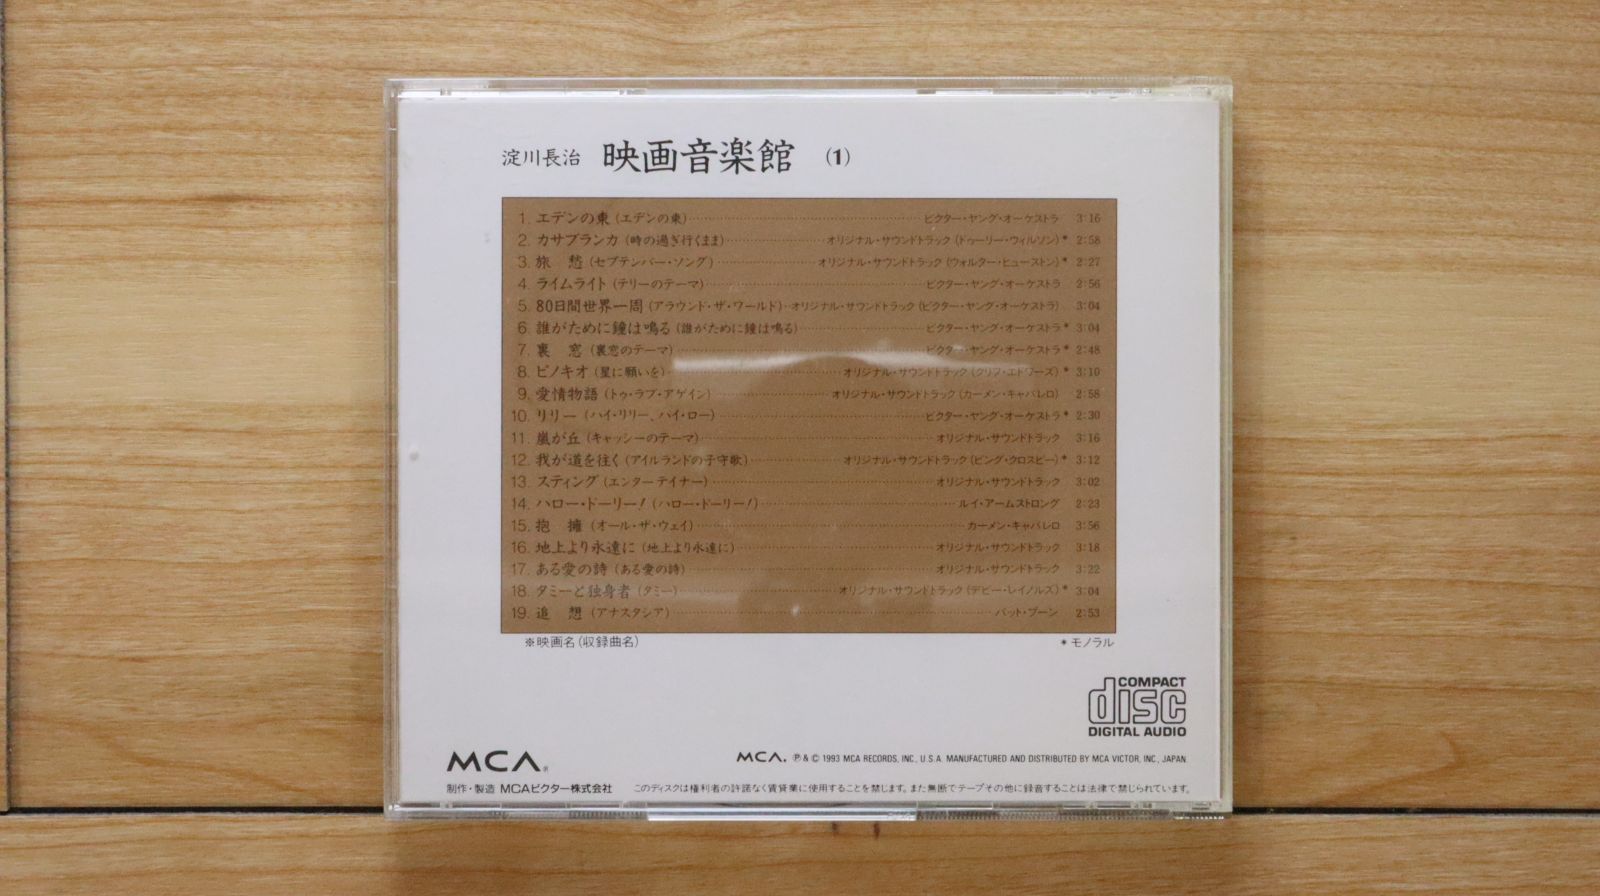 淀川長治 映画音楽館 (1)
1. エデンの東(エデンの東)‥‥ビクター・ヤング・オーケストラ 3:16
2. カサブランカ(時の過ぎ行くまま)‥‥オリジナル・サウンドトラック(ドゥーリー・ウィルソン)* 2:58
3. 旅 愁(セプテンバー・ソング)‥‥オリジナル・サウンドトラック(ウォルター・ヒューストン)* 2:27
4. ライムライト(テリーのテーマ)‥‥ビクター・ヤング・オーケストラ 2:56
5. 80日間世界一周(アラウンド・ザ・ワールド)‥‥オリジナル・サウンドトラック(ビクター・ヤング・オーケストラ) 3:04
6. 誰がために鐘は鳴る(誰がために鐘は鳴る)‥‥ビクター・ヤング・オーケストラ* 3:04
7. 裏 窓(裏窓のテーマ)‥‥ビクター・ヤング・オーケストラ* 2:48
8. ピノキオ(星に願いを)‥‥オリジナル・サウンドトラック(クリフ・エドワーズ)* 3:10
9. 愛情物語(トゥ・ラブ・アゲイン)‥‥オリジナル・サウンドトラック(カーメン・キャバレロ) 2:58
10. リリー(ハイ・リリー、ハイ・ロー)‥‥ビクター・ヤング・オーケストラ* 2:30
11. 嵐が丘(キャッシーのテーマ)‥‥オリジナル・サウンドトラック 3:16
12. 我が道を往く(アイルランドの子守歌)‥‥オリジナル・サウンドトラック(ビング・クロスビー)* 3:12
13. スティング(エンターテイナー)‥‥オリジナル・サウンドトラック 3:02
14. ハロー・ドーリー!(ハロー・ドーリー!)‥‥ルイ・アームストロング 2:23
15. 抱 擁(オール・ザ・ウェイ)‥‥カーメン・キャバレロ 3:56
16. 地上より永遠に(地上より永遠に)‥‥オリジナル・サウンドトラック 3:18
17. ある愛の詩(ある愛の詩)‥‥オリジナル・サウンドトラック 3:22
18. タミーと独身者(タミー)‥‥オリジナル・サウンドトラック(デビー・レイノルズ)* 3:04
19. 追 想(アナスタシア)‥‥パット・ブーン 2:53
※映画名(収録曲名) *モノラル
COMPACT
disc
DIGITAL AUDIO
MCA®
MCA. ℗&© 1993 MCA RECORDS, INC. U.S.A. MANUFACTURED AND DISTRIBUTED BY MCA VICTOR, INC., JAPAN
制作・製造 MCAビクター株式会社 このディスクは権利者の許諾なく賃貸業に使用することを禁じます。また無断でテープその他に録音することは法律で禁じられています。